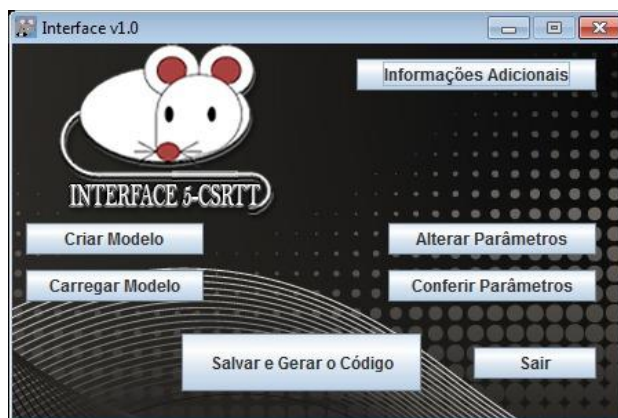 Interface v1.0
Informações Adicionais
INTERFACE 5-CSRTT
Criar Modelo
Alterar Parâmetros
Carregar Modelo
Conferir Parâmetros
Salvar e Gerar o Código
Sair